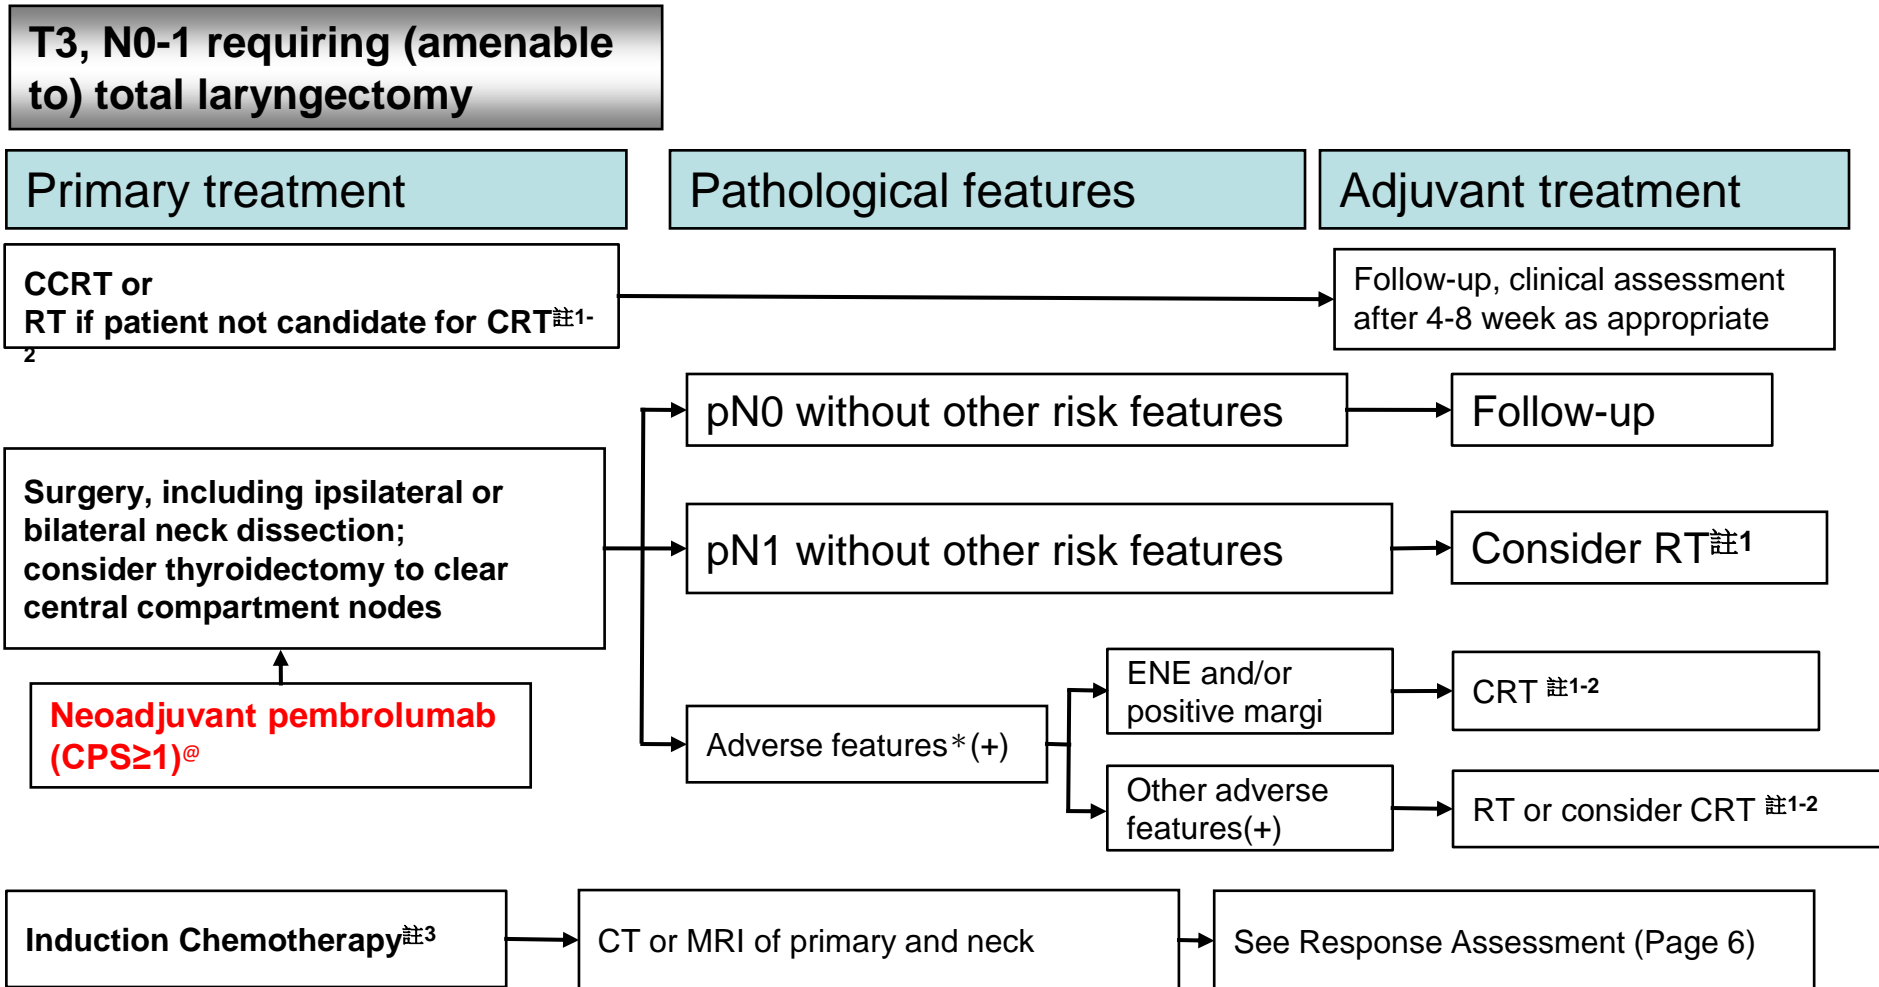 T3, N0-1 requiring (amenable
to) total laryngectomy
Primary treatment
Pathological features
Adjuvant treatment
CCRT or
RT if patient not candidate for CRT註1-
2
Follow-up, clinical assessment
after 4-8 week as appropriate
pN0 without other risk features
Follow-up
Surgery, including ipsilateral or
bilateral neck dissection;
consider thyroidectomy to clear
central compartment nodes
pN1 without other risk features
Consider RT註1
Neoadjuvant pembrolumab
(CPS≥1)@
Adverse features*(+)
ENE and/or
positive margi
CRT 註1-2
Other adverse
features(+)
RT or consider CRT 註1-2
Induction Chemotherapy註3
CT or MRI of primary and neck
See Response Assessment (Page 6)